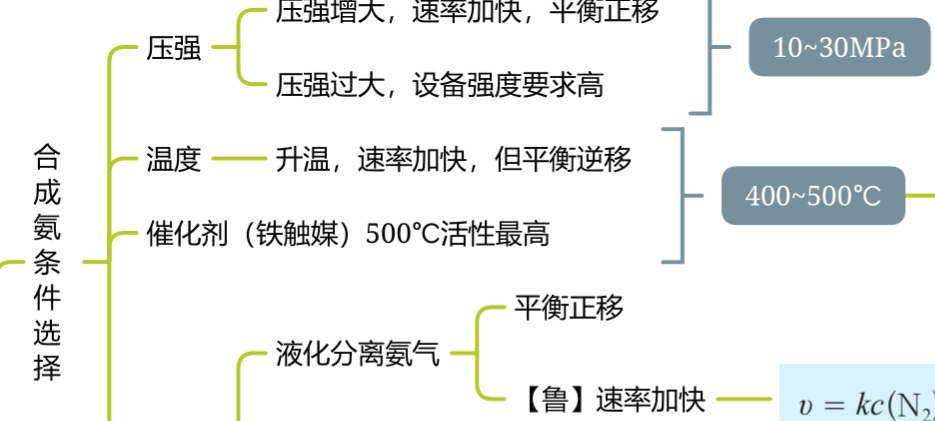 压强增大，速率加快，平衡正移
压强
10~30MPa
压强过大，设备强度要求高
合成氨条件选择
温度
升温，速率加快，但平衡逆移
400~500℃
催化剂（铁触媒）500℃活性最高
平衡正移
液化分离氨气
【鲁】速率加快
υ = kc(N₂)